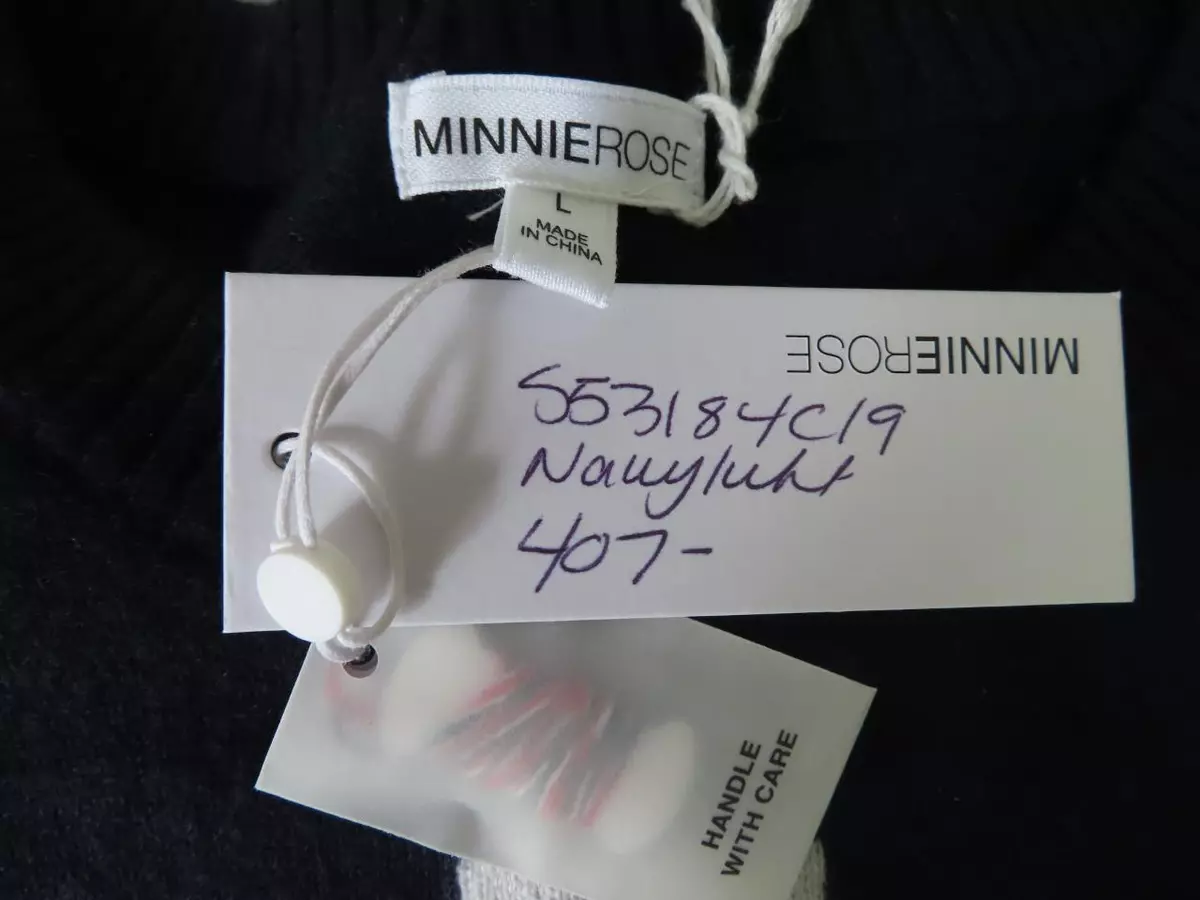 MINNIEROSE
L
MADE
IN CHINA
MINNIEROSE
S53184C19
Navy/wht
407-
HANDLE
WITH CARE